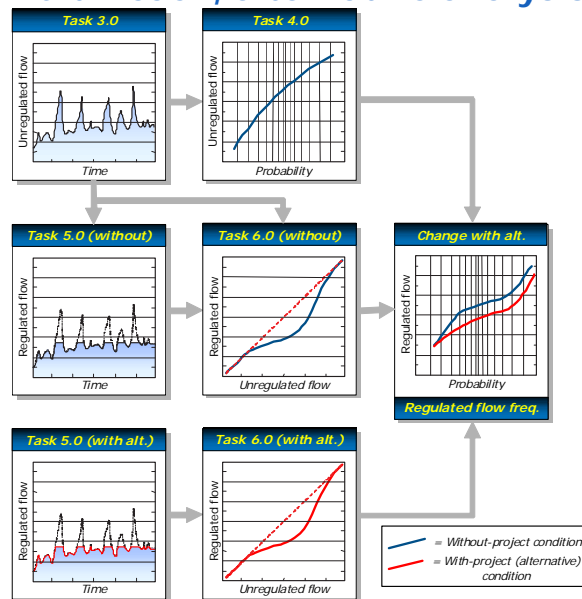 Task 3.0
Unregulated flow
Time
Task 4.0
Unregulated flow
Probability
Task 5.0 (without)
Regulated flow
Time
Task 6.0 (without)
Regulated flow
Unregulated flow
Change with alt.
Regulated flow
Probability
Regulated flow freq.
Task 5.0 (with alt.)
Regulated flow
Time
Task 6.0 (with alt.)
Regulated flow
Unregulated flow
= Without-project condition
= With-project (alternative)
condition